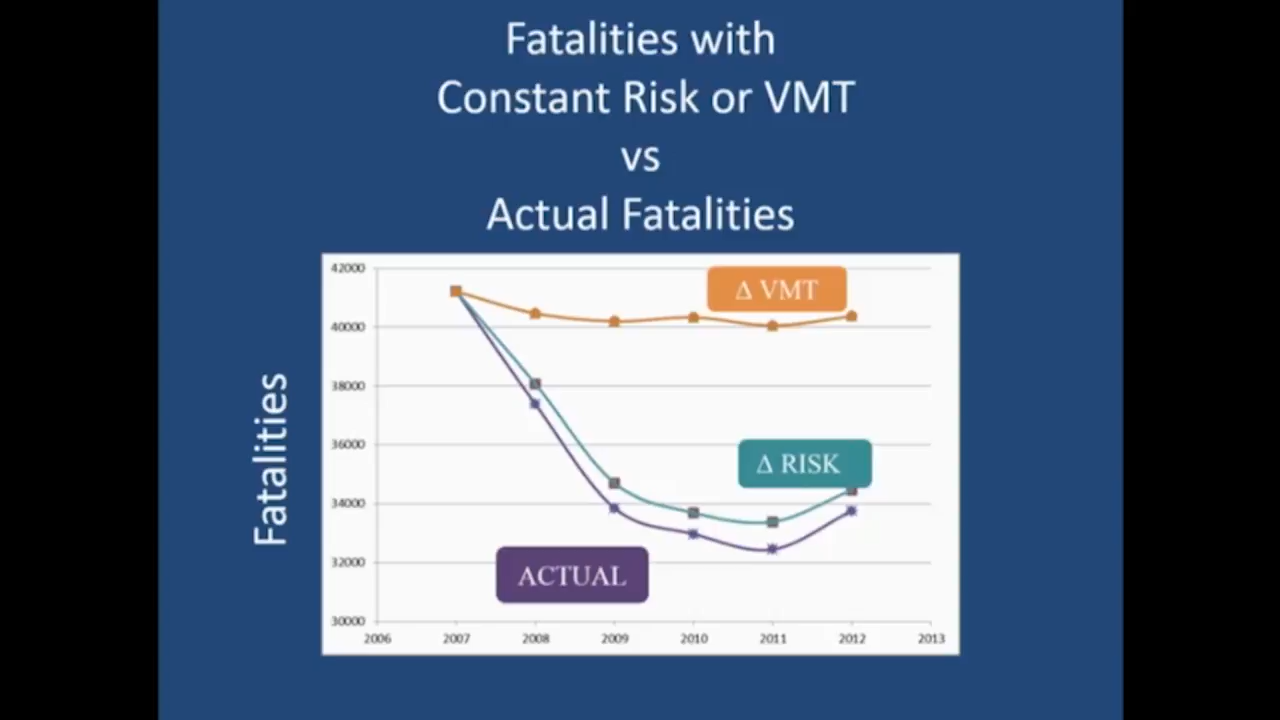 Fatalities with
Constant Risk or VMT
vs
Actual Fatalities
Fatalities
42000
40000
38000
36000
34000
32000
30000
Δ VMT
Δ RISK
ACTUAL
2006 2007 2008 2009 2010 2011 2012 2013